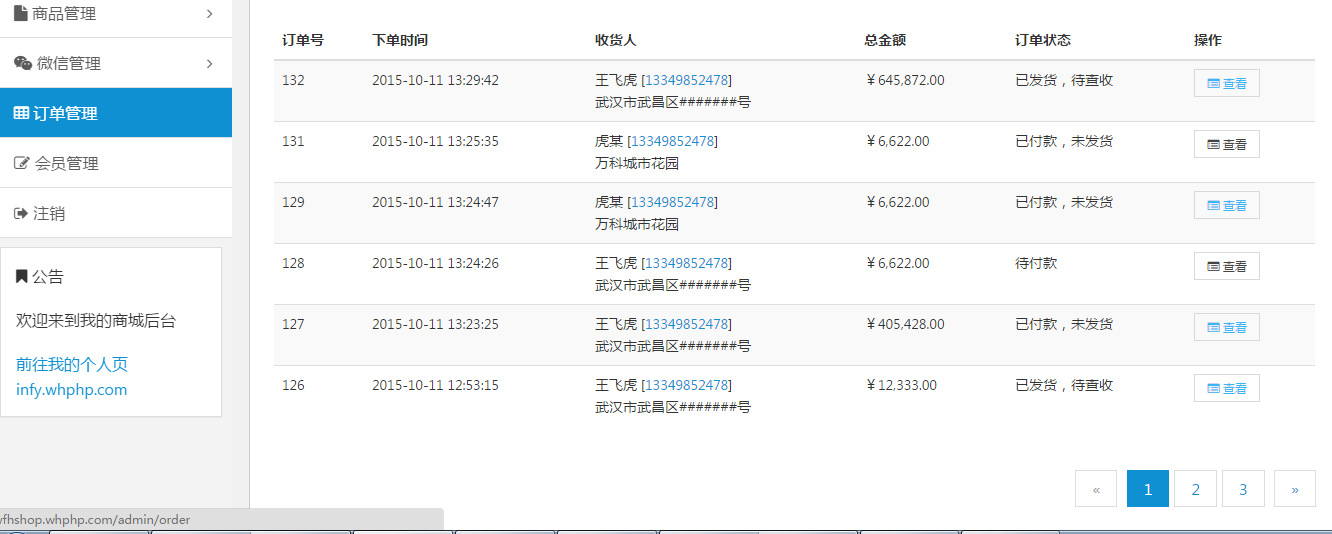 商品管理
微信管理
订单管理
会员管理
注销
公告
欢迎来到我的商城后台
前往我的个人页
infy.whphp.com
订单号 下单时间 收货人 总金额 订单状态 操作
132 2015-10-11 13:29:42 王飞虎 [13349852478] ¥645,872.00 已发货，待查收 查看
武汉市武昌区#######号
131 2015-10-11 13:25:35 虎某 [13349852478] ¥6,622.00 已付款，未发货 查看
万科城市花园
129 2015-10-11 13:24:47 虎某 [13349852478] ¥6,622.00 已付款，未发货 查看
万科城市花园
128 2015-10-11 13:24:26 王飞虎 [13349852478] ¥6,622.00 待付款 查看
武汉市武昌区#######号
127 2015-10-11 13:23:25 王飞虎 [13349852478] ¥405,428.00 已付款，未发货 查看
武汉市武昌区#######号
126 2015-10-11 12:53:15 王飞虎 [13349852478] ¥12,333.00 已发货，待查收 查看
武汉市武昌区#######号
« 1 2 3 »
fhshop.whphp.com/admin/order